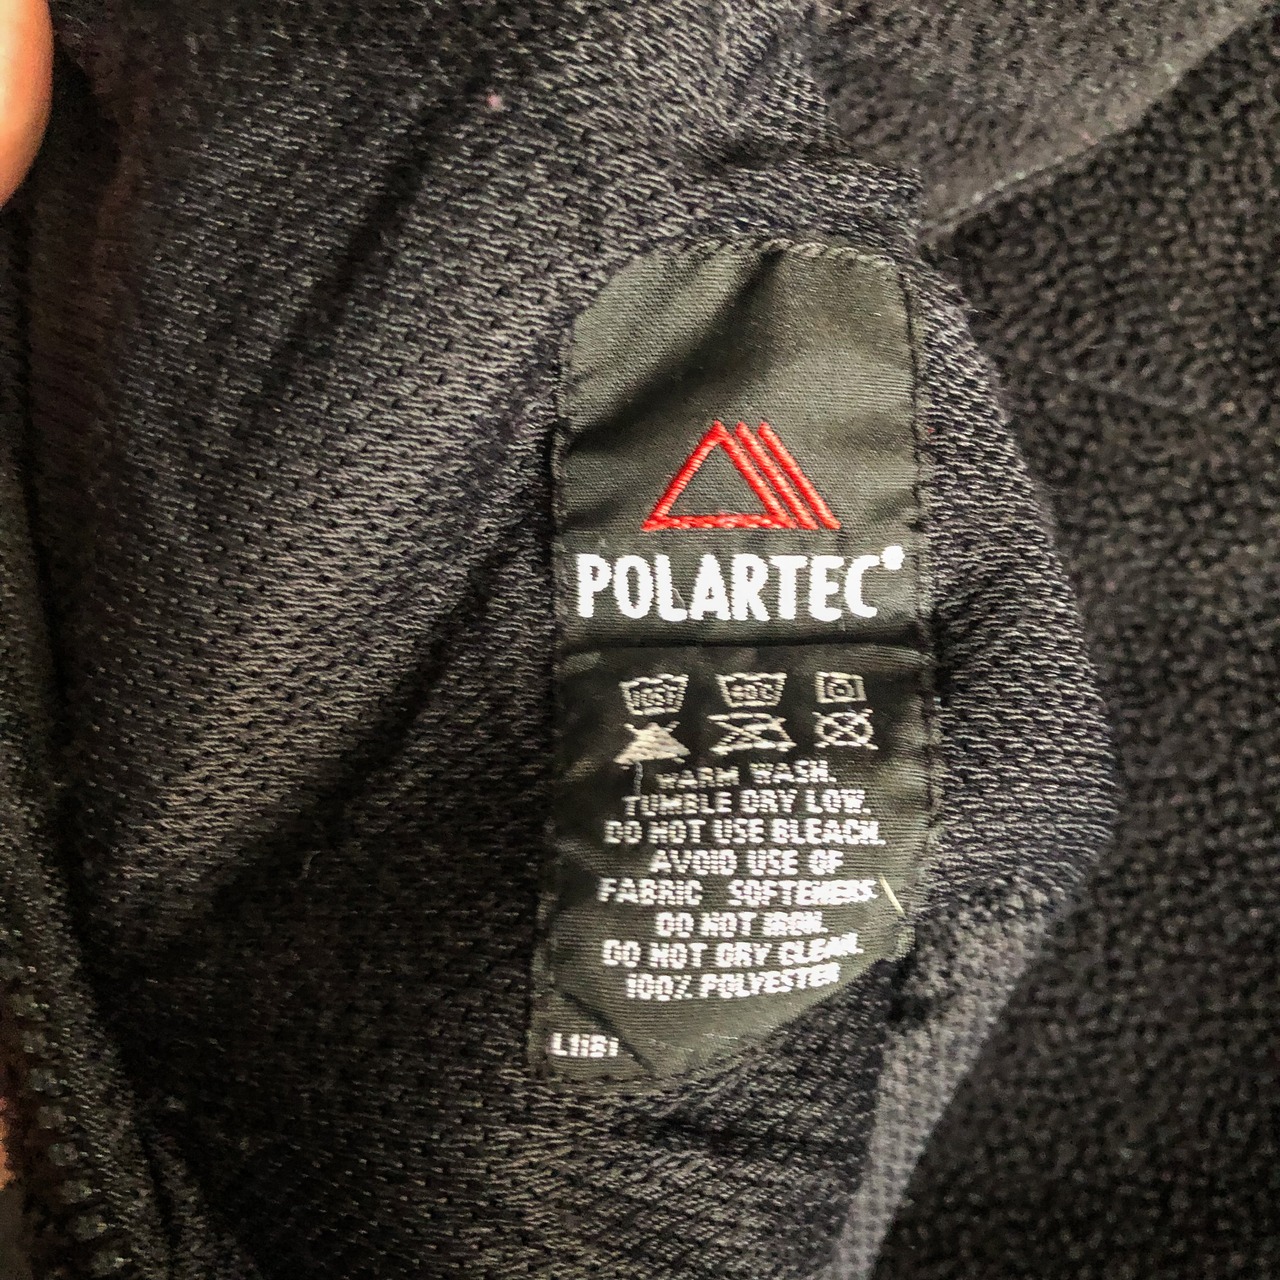 POLARTEC®
WARM WASH.
TUMBLE DRY LOW.
DO NOT USE BLEACH.
AVOID USE OF
FABRIC SOFTENERS
DO NOT IRON.
DO NOT DRY CLEAN.
100% POLYESTER